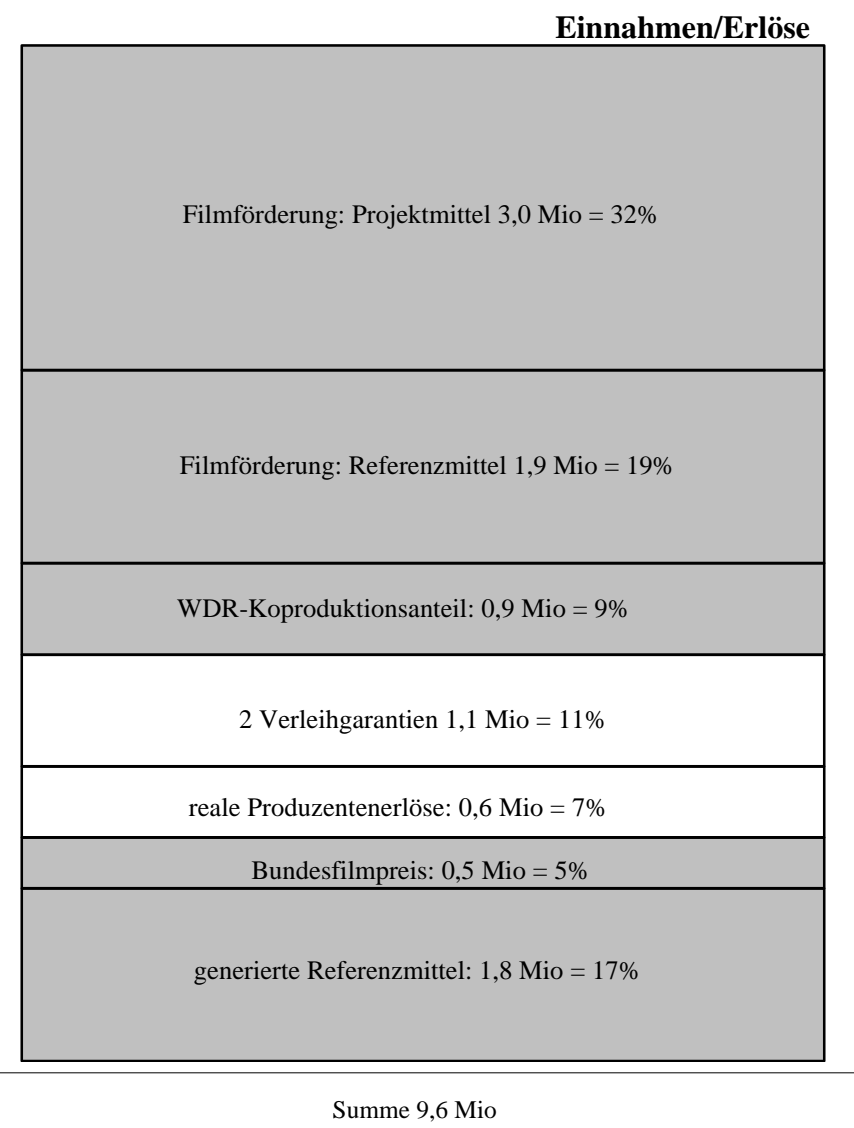 Einnahmen/Erlöse
Filmförderung: Projektmittel 3,0 Mio = 32%
Filmförderung: Referenzmittel 1,9 Mio = 19%
WDR-Koproduktionsanteil: 0,9 Mio = 9%
2 Verleihgarantien 1,1 Mio = 11%
reale Produzentenerlöse: 0,6 Mio = 7%
Bundesfilmpreis: 0,5 Mio = 5%
generierte Referenzmittel: 1,8 Mio = 17%
Summe 9,6 Mio